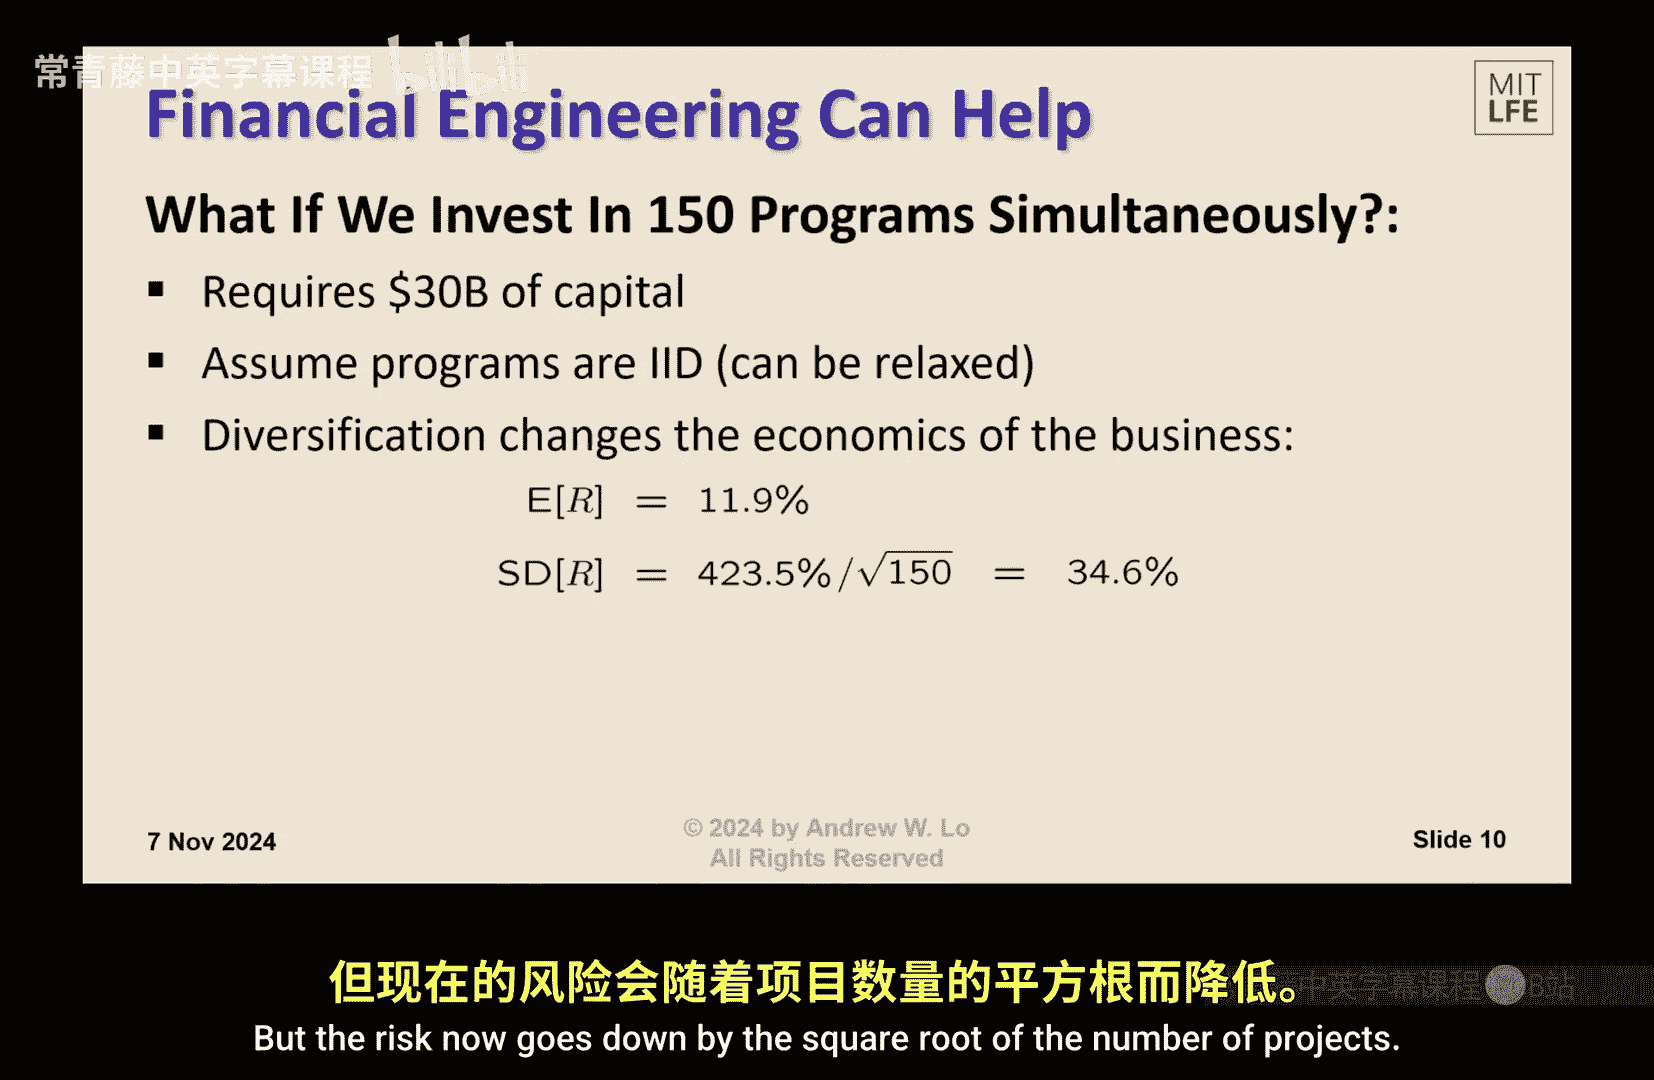 常青藤中英字幕课程 bilibili
MIT
LFE
Financial Engineering Can Help
What If We Invest In 150 Programs Simultaneously?:
▪ Requires $30B of capital
▪ Assume programs are IID (can be relaxed)
▪ Diversification changes the economics of the business:
E[R] = 11.9%
SD[R] = 423.5%/√150 = 34.6%
7 Nov 2024
© 2024 by Andrew W. Lo
All Rights Reserved
Slide 10
但现在的风险会随着项目数量的平方根而降低。
中英字幕课程 B站
But the risk now goes down by the square root of the number of projects.